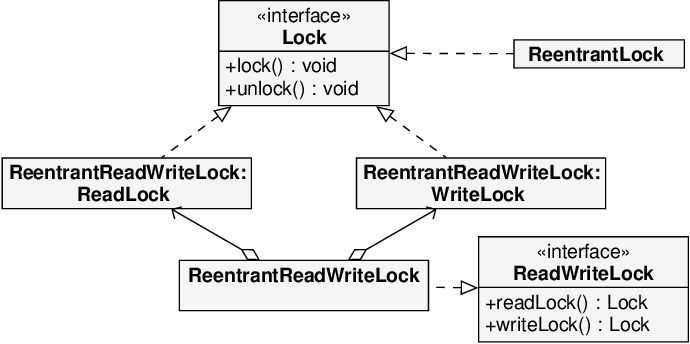 «interface»
Lock
+lock() : void
+unlock() : void
ReentrantLock
ReentrantReadWriteLock:
ReadLock
ReentrantReadWriteLock:
WriteLock
ReentrantReadWriteLock
«interface»
ReadWriteLock
+readLock() : Lock
+writeLock() : Lock